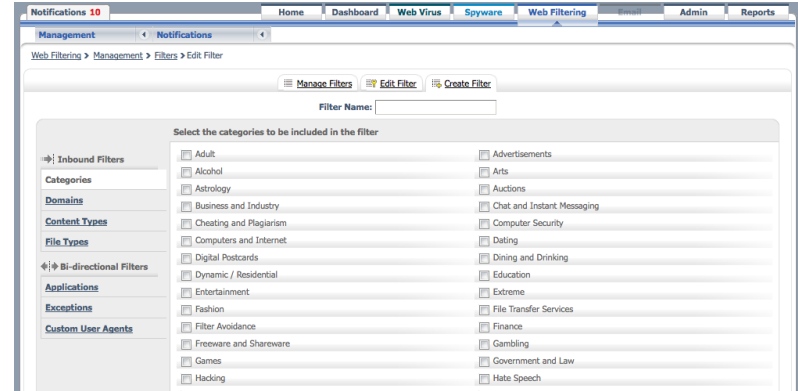 Notifications 10
Home Dashboard Web Virus Spyware Web Filtering Email Admin Reports
Management Notifications
Web Filtering > Management > Filters > Edit Filter
Manage Filters Edit Filter Create Filter
Filter Name:
Select the categories to be included in the filter
Inbound Filters
Categories
Domains
Content Types
File Types
Bi-directional Filters
Applications
Exceptions
Custom User Agents
Adult Advertisements
Alcohol Arts
Astrology Auctions
Business and Industry Chat and Instant Messaging
Cheating and Plagiarism Computer Security
Computers and Internet Dating
Digital Postcards Dining and Drinking
Dynamic / Residential Education
Entertainment Extreme
Fashion File Transfer Services
Filter Avoidance Finance
Freeware and Shareware Gambling
Games Government and Law
Hacking Hate Speech